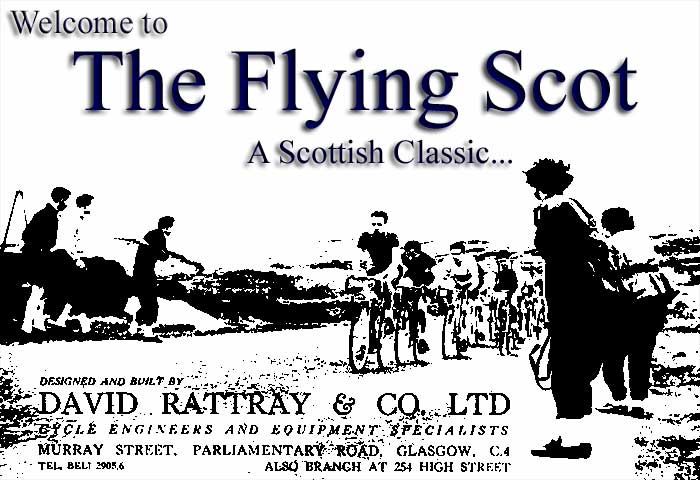 Welcome to
The Flying Scot
A Scottish Classic...
DESIGNED AND BUILT BY
DAVID RATTRAY & CO. LTD
CYCLE ENGINEERS AND EQUIPMENT SPECIALISTS
MURRAY STREET, PARLIAMENTARY ROAD, GLASGOW, C.4
TEL. BELL 2905,6 ALSO BRANCH AT 254 HIGH STREET